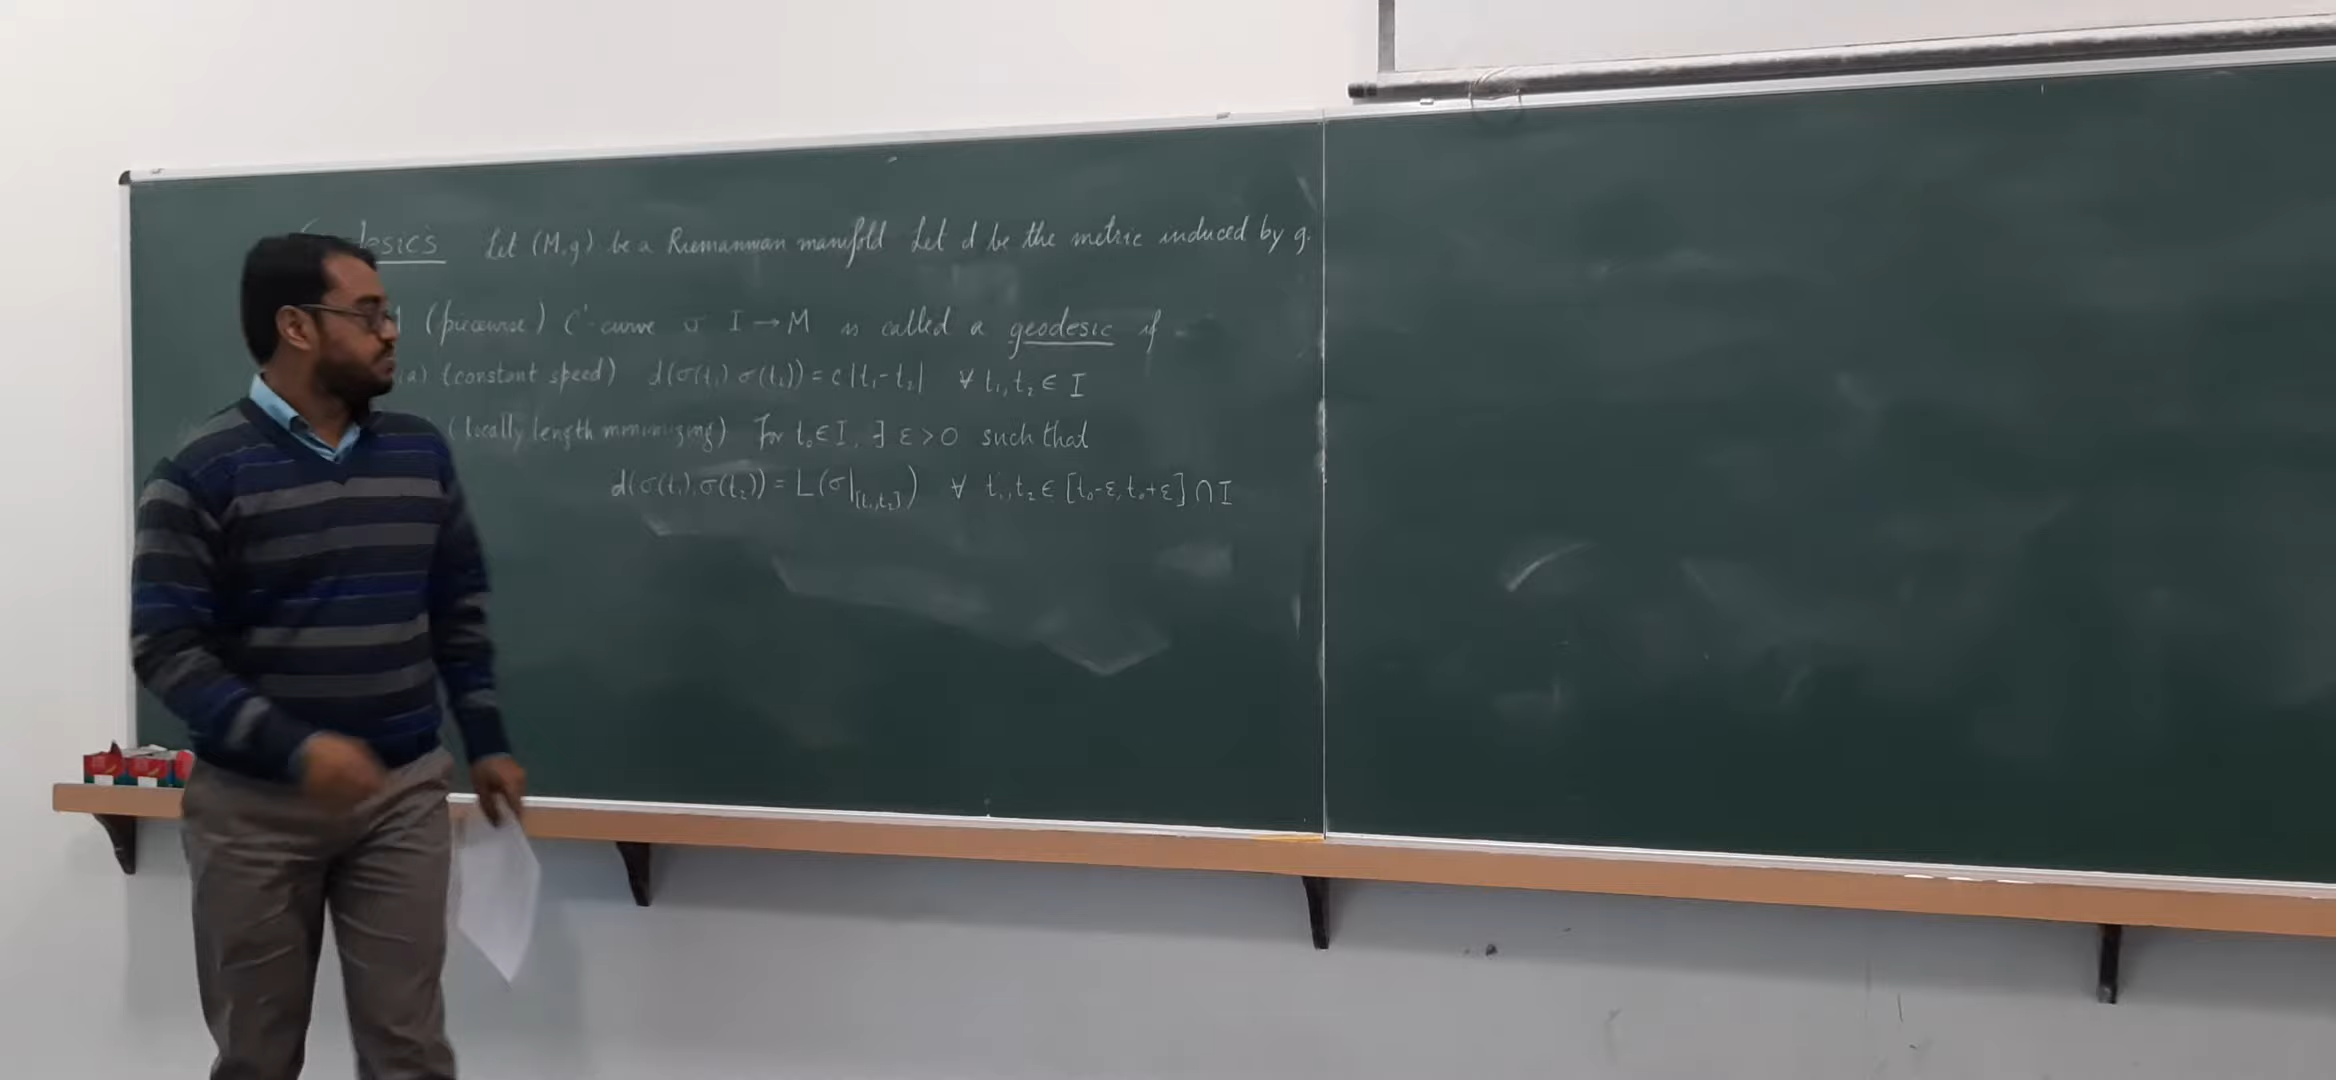 Geodesics Let (M,g) be a Riemannian manifold Let d be the metric induced by g.
(piecewise) C¹-curve σ I → M is called a geodesic if
(a) (constant speed) d(σ(t₁) σ(t₂)) = c|t₁-t₂| ∀ t₁,t₂ ∈ I
(locally length minimizing) For t₀∈I, ∃ ε>0 such that
d(σ(t₁),σ(t₂)) = L(σ|[t₁,t₂]) ∀ t₁,t₂ ∈ [t₀-ε,t₀+ε] ∩ I